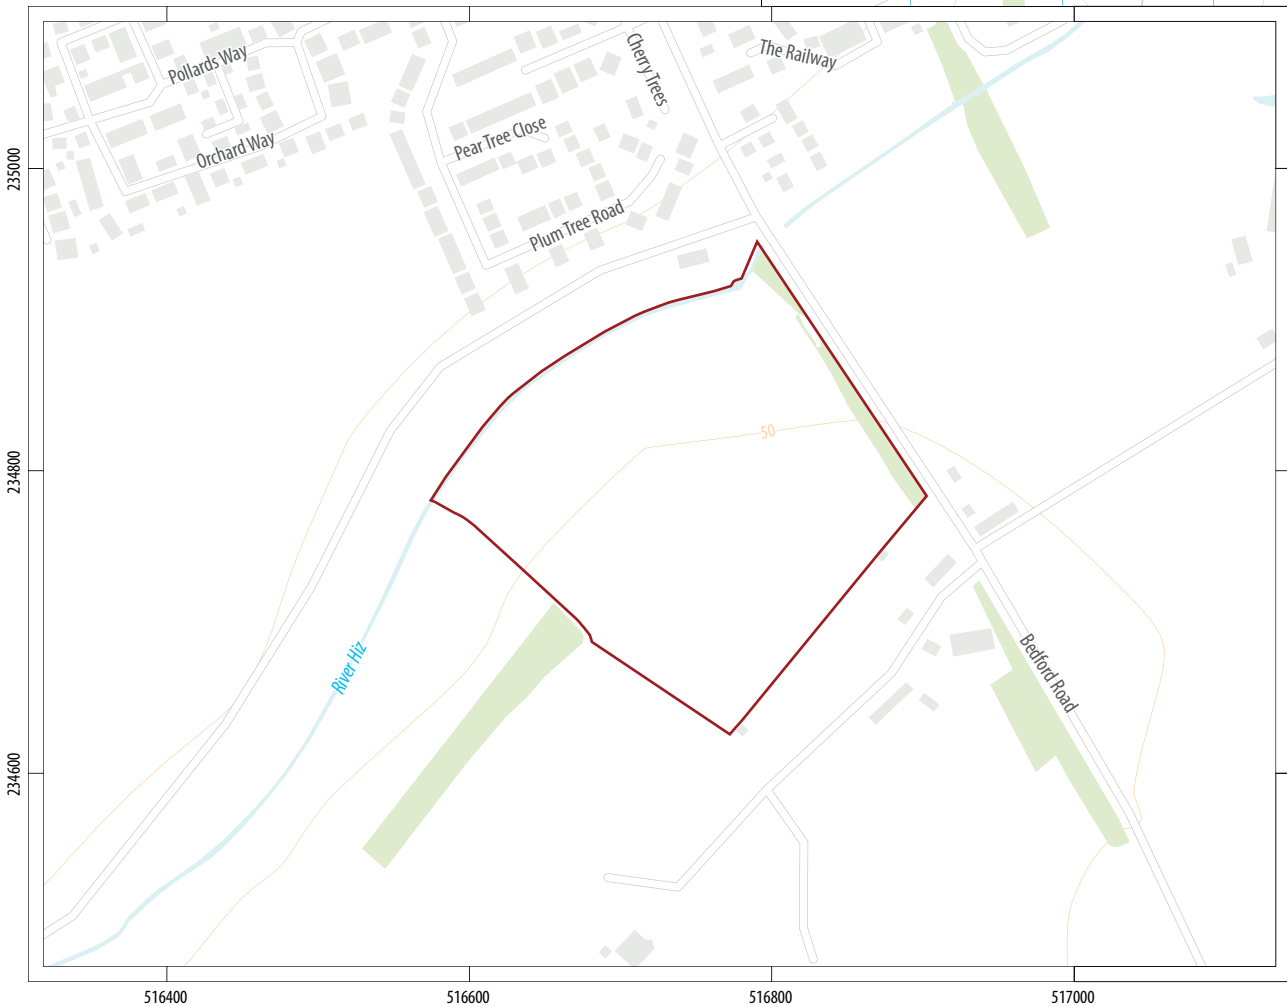 The Railway
Cherry Trees
Pollards Way
Pear Tree Close
Orchard Way
235000
Plum Tree Road
50
234800
River Hiz
Bedford Road
234600
516400
516600
516800
517000